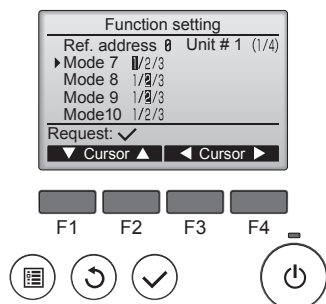 Function setting
Ref. address 0 Unit # 1 (1/4)
Mode 7 1/2/3
Mode 8 1/2/3
Mode 9 1/2/3
Mode10 1/2/3
Request: ✓
▼ Cursor ▲ ◀ Cursor ▶
F1 F2 F3 F4